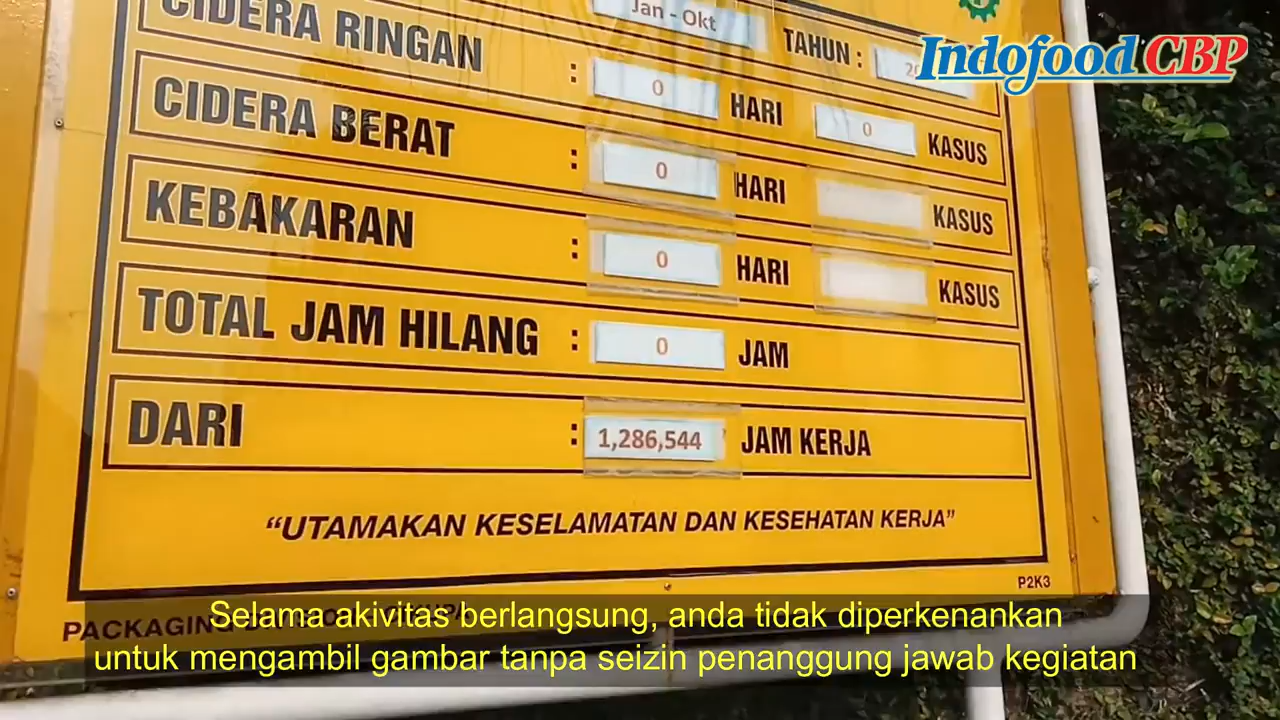 Jan - Okt
TAHUN :
Indofood CBP
CIDERA RINGAN : 0 HARI 0 KASUS
CIDERA BERAT : 0 HARI KASUS
KEBAKARAN : 0 HARI KASUS
TOTAL JAM HILANG : 0 JAM
DARI : 1,286,544 JAM KERJA
“UTAMAKAN KESELAMATAN DAN KESEHATAN KERJA”
P2K3
PACKAGING
Selama akivitas berlangsung, anda tidak diperkenankan
untuk mengambil gambar tanpa seizin penanggung jawab kegiatan